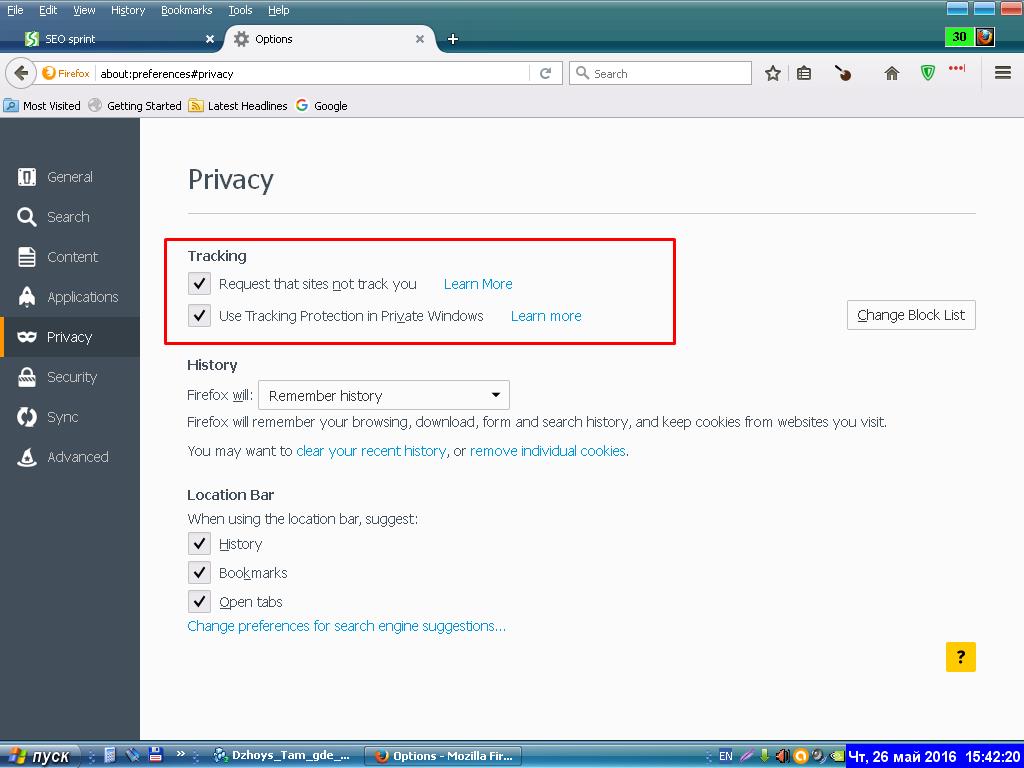 File Edit View History Bookmarks Tools Help
SEO sprint
Options
30
Firefox about:preferences#privacy
Search
Most Visited Getting Started Latest Headlines Google
General
Search
Content
Applications
Privacy
Security
Sync
Advanced
Privacy
Tracking
Request that sites not track you Learn More
Use Tracking Protection in Private Windows Learn more
Change Block List
History
Firefox will: Remember history
Firefox will remember your browsing, download, form and search history, and keep cookies from websites you visit.
You may want to clear your recent history, or remove individual cookies.
Location Bar
When using the location bar, suggest:
History
Bookmarks
Open tabs
Change preferences for search engine suggestions...
?
пуск
Dzhoys_Tam_gde_...
Options - Mozilla Fir...
EN
Чт, 26 май 2016 15:42:20